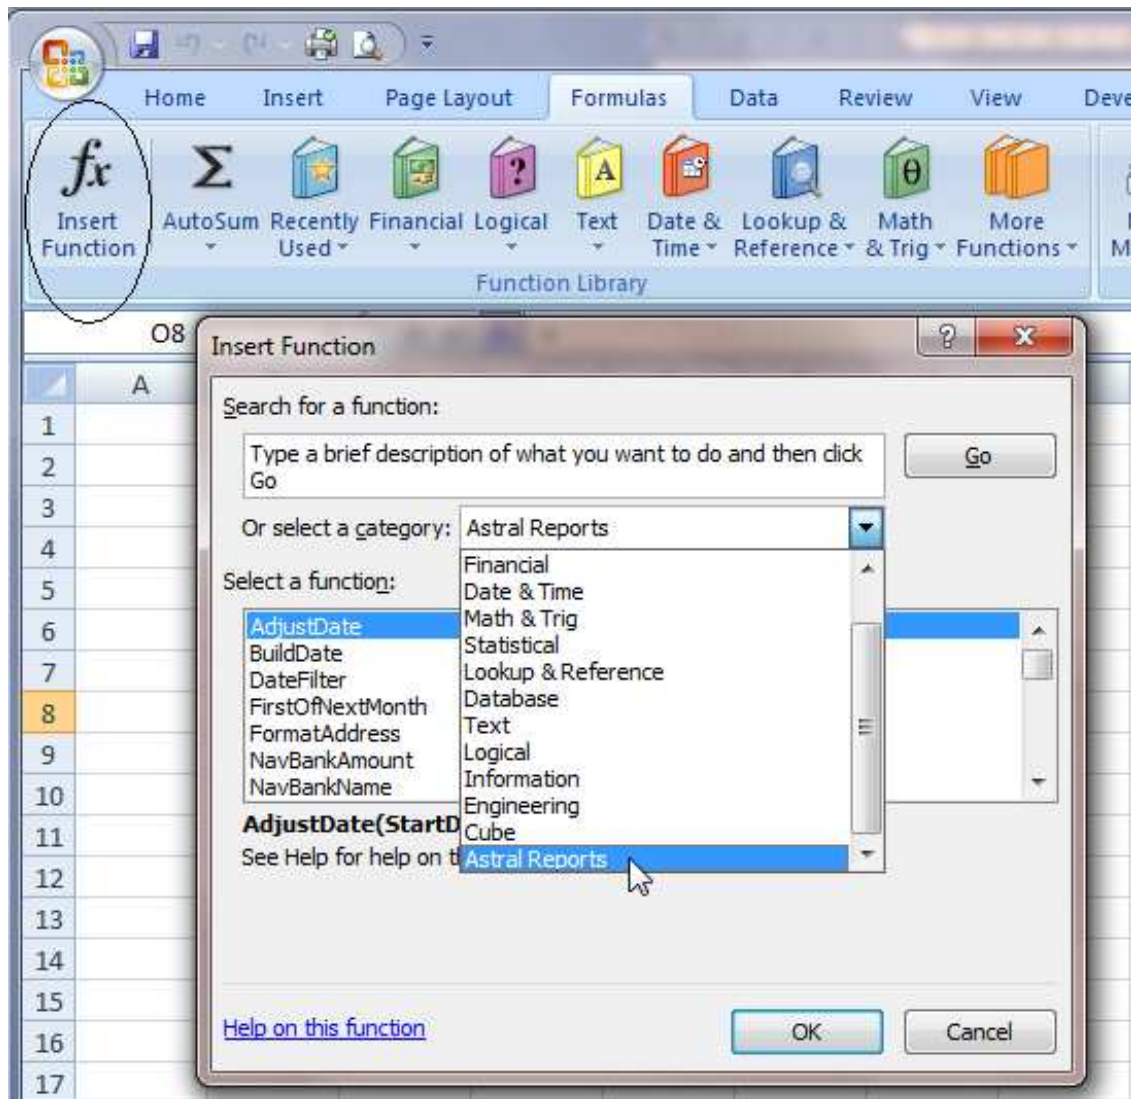 Home Insert Page Layout Formulas Data Review View Deve
fx Σ ? A θ
Insert AutoSum Recently Financial Logical Text Date & Lookup & Math More
Function Used Time Reference & Trig Functions M
Function Library
O8
Insert Function
A
Search for a function:
Type a brief description of what you want to do and then click
Go
Go
Or select a category: Astral Reports
Select a function:
Financial
Date & Time
Math & Trig
Statistical
Lookup & Reference
Database
Text
Logical
Information
Engineering
Cube
Astral Reports
AdjustDate
BuildDate
DateFilter
FirstOfNextMonth
FormatAddress
NavBankAmount
NavBankName
AdjustDate(StartD
See Help for help on t
Help on this function OK Cancel
1
2
3
4
5
6
7
8
9
10
11
12
13
14
15
16
17